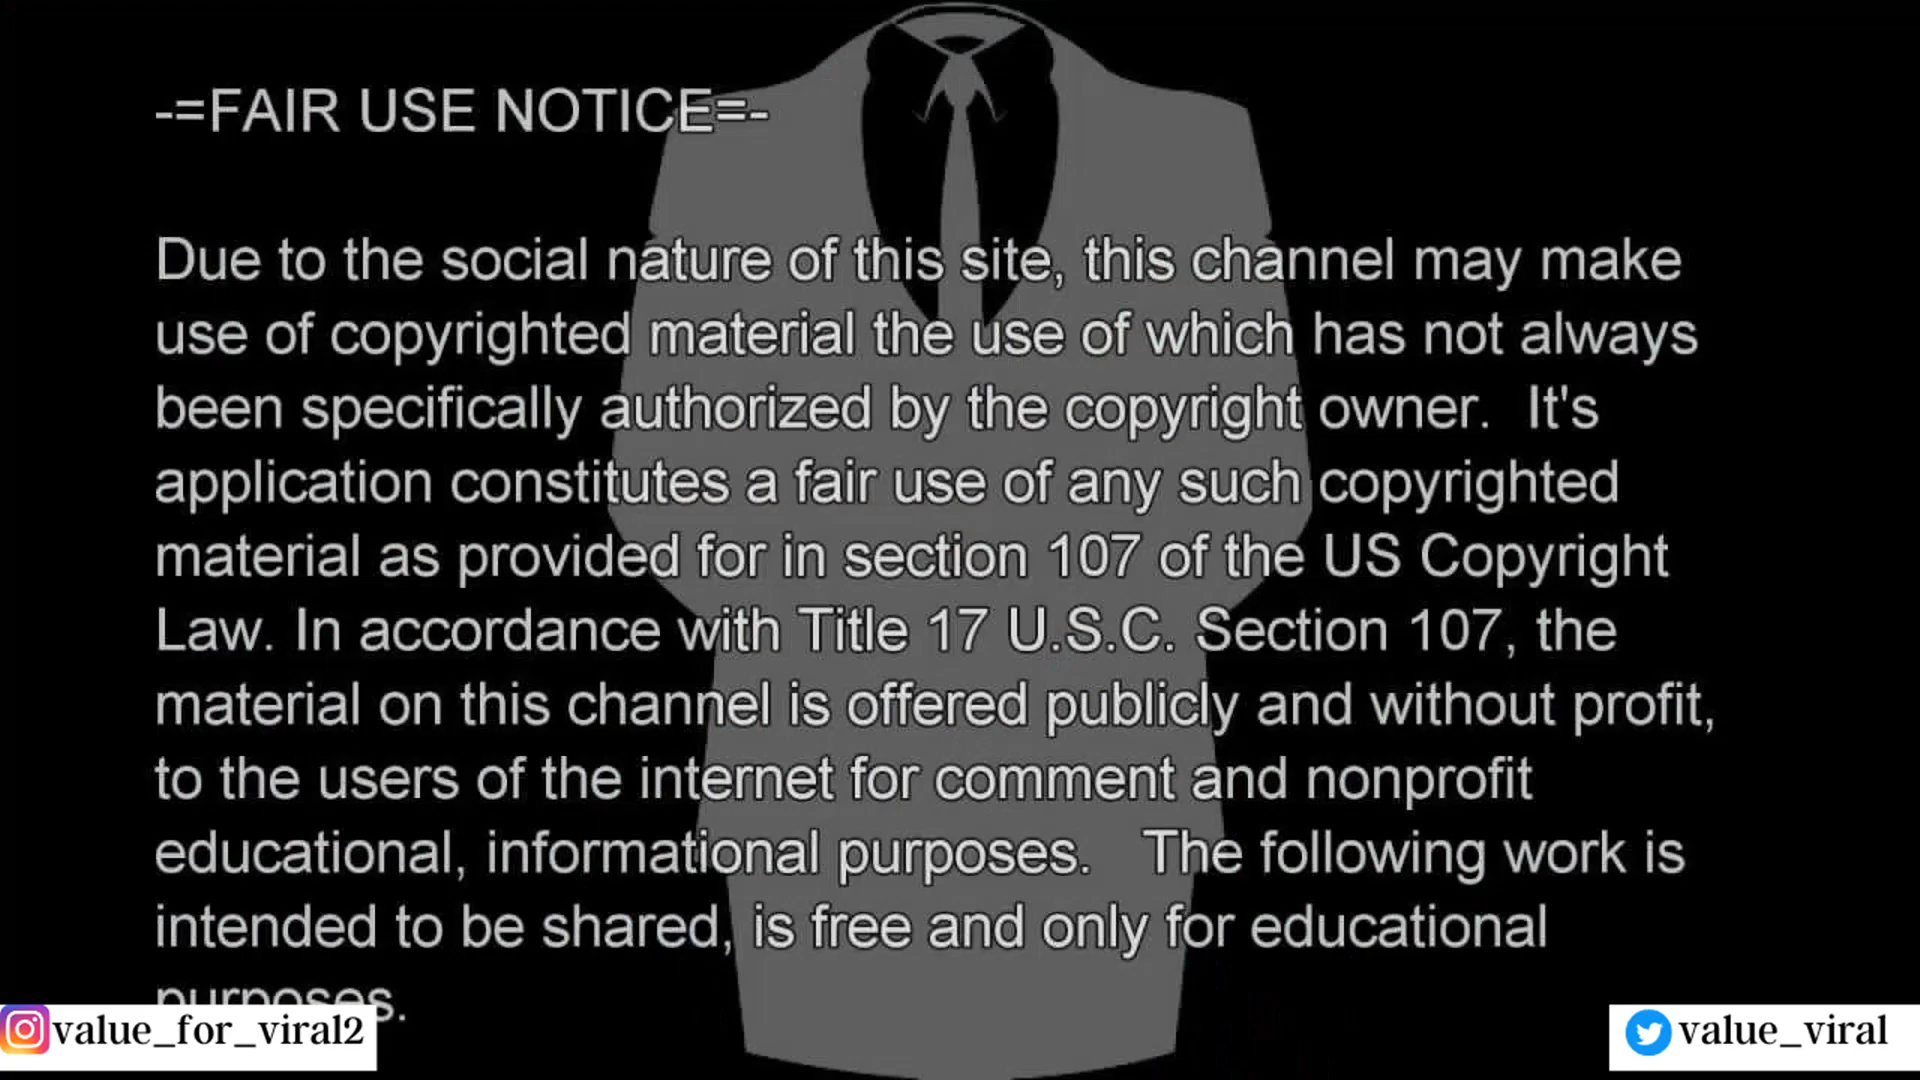 -=FAIR USE NOTICE=-
Due to the social nature of this site, this channel may make
use of copyrighted material the use of which has not always
been specifically authorized by the copyright owner.  It's
application constitutes a fair use of any such copyrighted
material as provided for in section 107 of the US Copyright
Law. In accordance with Title 17 U.S.C. Section 107, the
material on this channel is offered publicly and without profit,
to the users of the internet for comment and nonprofit
educational, informational purposes.   The following work is
intended to be shared, is free and only for educational
purposes.
value_for_viral2
value_viral